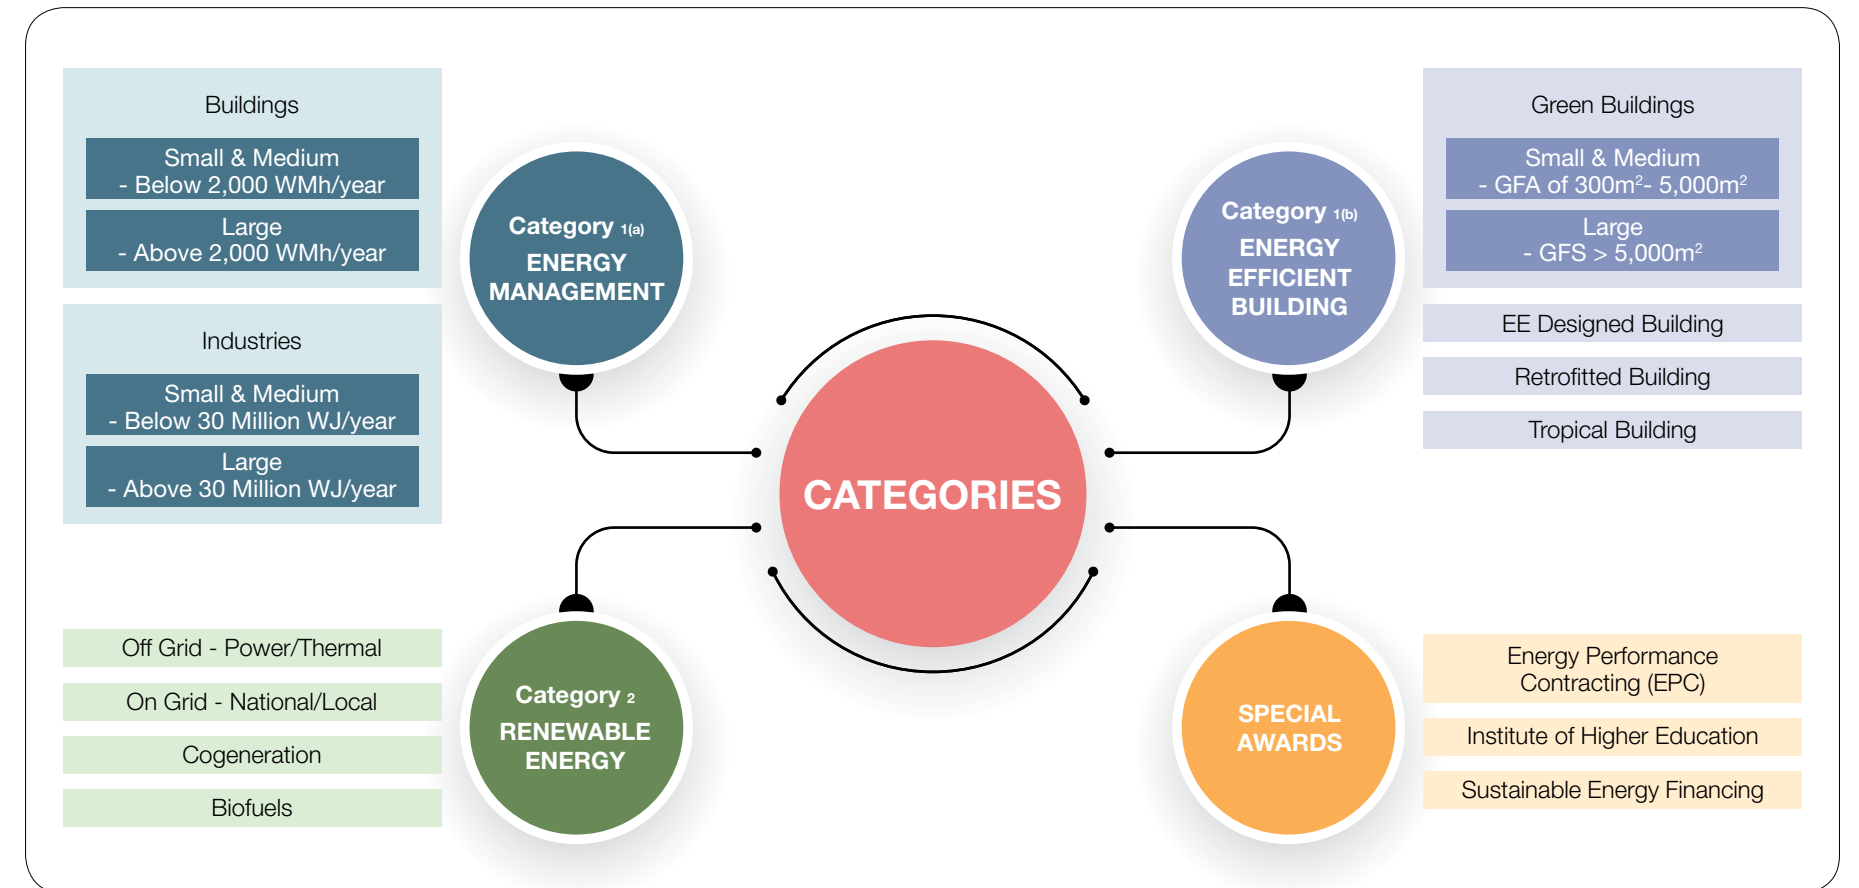 Buildings
Small & Medium
- Below 2,000 WMh/year
Large
- Above 2,000 WMh/year
Industries
Small & Medium
- Below 30 Million WJ/year
Large
- Above 30 Million WJ/year
Category 1(a)
ENERGY
MANAGEMENT
Category 1(b)
ENERGY
EFFICIENT
BUILDING
Green Buildings
Small & Medium
- GFA of 300m²- 5,000m²
Large
- GFS > 5,000m²
EE Designed Building
Retrofitted Building
Tropical Building
CATEGORIES
Off Grid - Power/Thermal
On Grid - National/Local
Cogeneration
Biofuels
Category 2
RENEWABLE
ENERGY
SPECIAL
AWARDS
Energy Performance
Contracting (EPC)
Institute of Higher Education
Sustainable Energy Financing